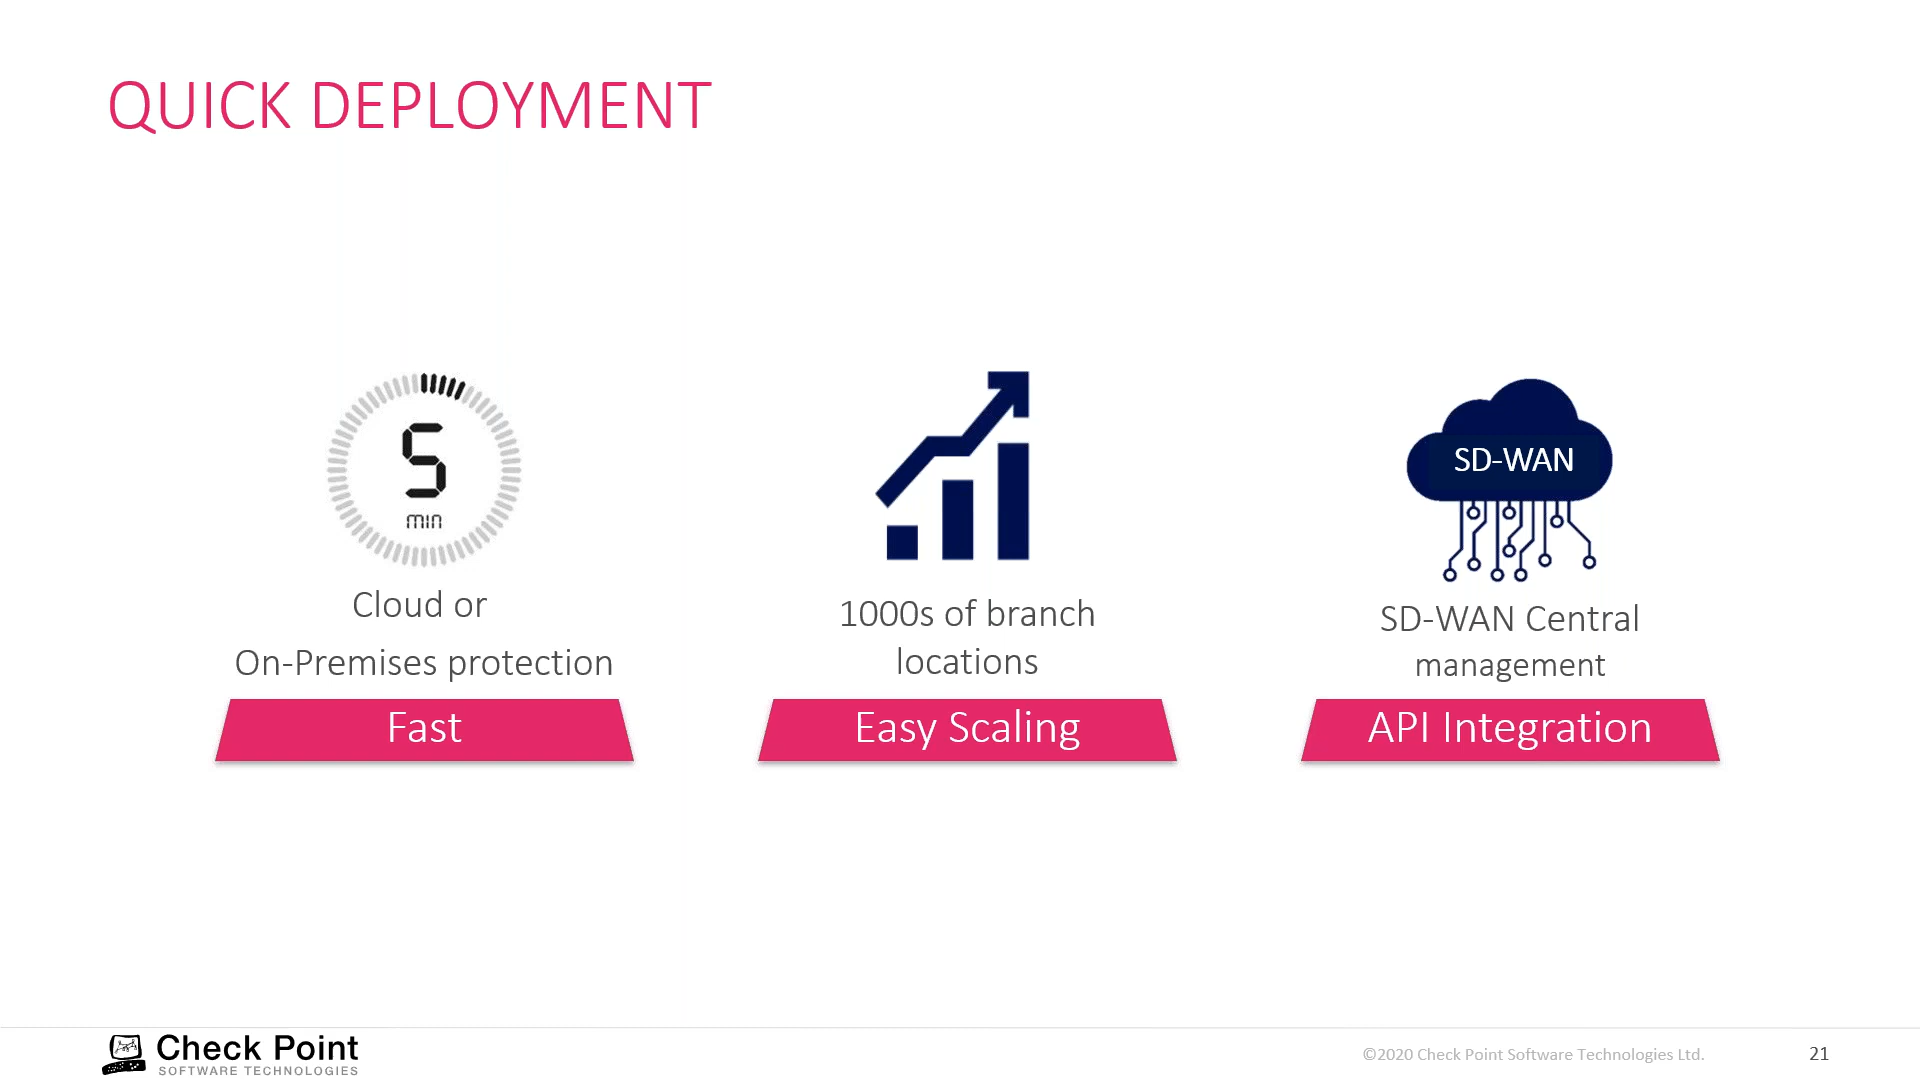 QUICK DEPLOYMENT
5
min
Cloud or
On-Premises protection
Fast
1000s of branch
locations
Easy Scaling
SD-WAN
SD-WAN Central
management
API Integration
Check Point
SOFTWARE TECHNOLOGIES
©2020 Check Point Software Technologies Ltd.
21